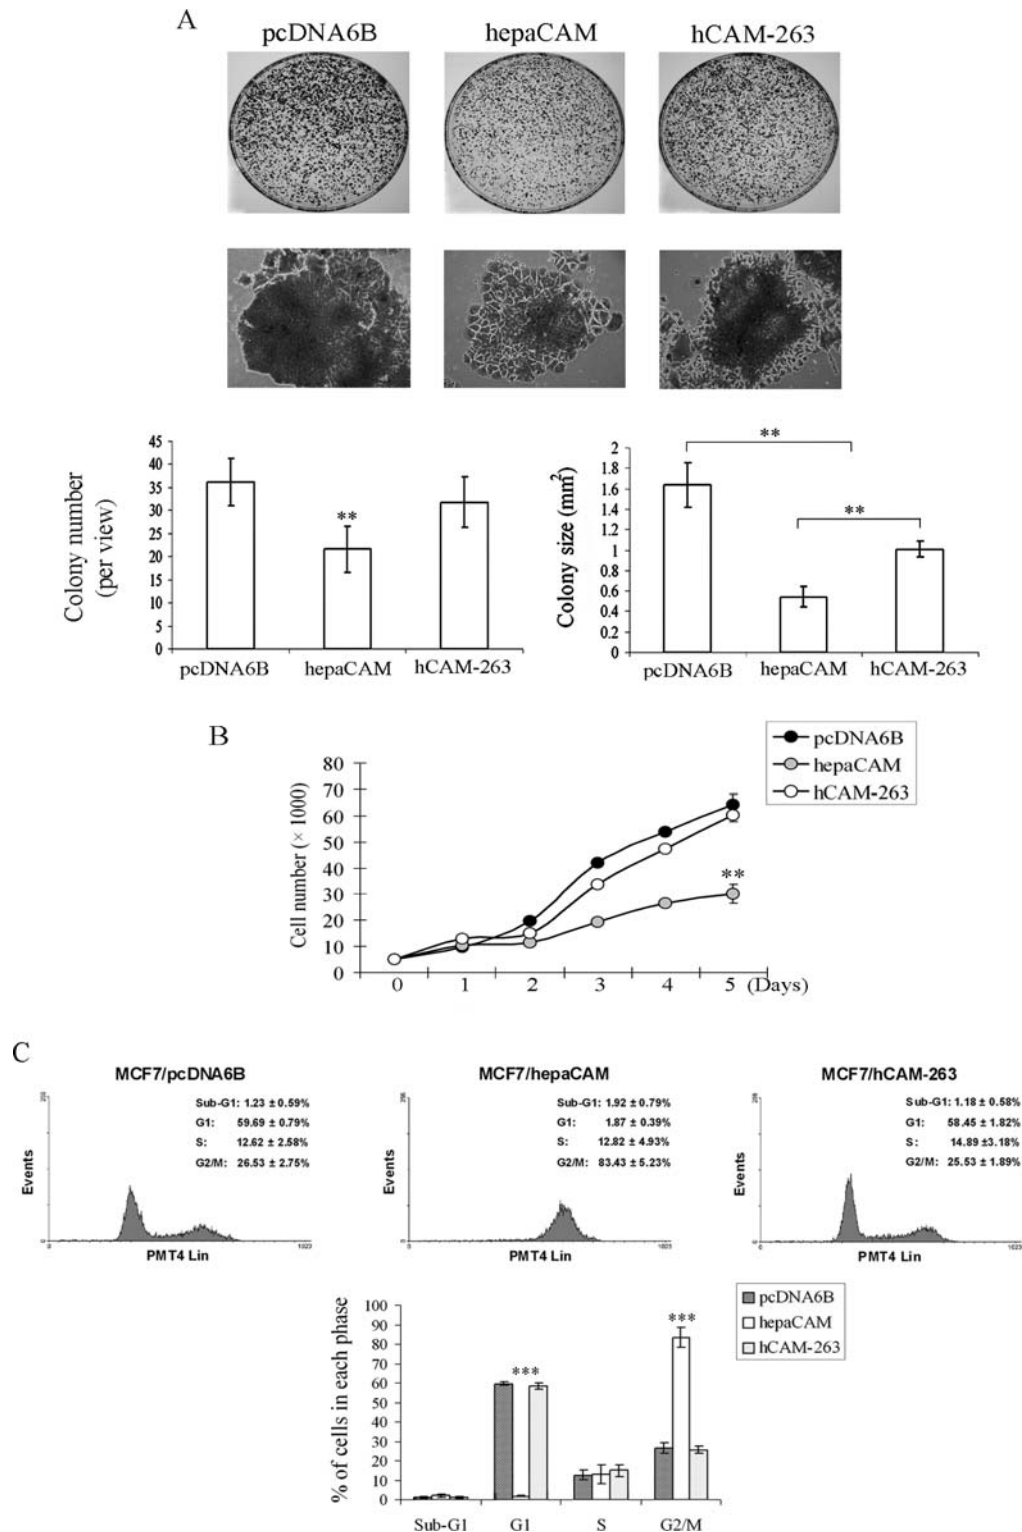 A
pcDNA6B hepaCAM hCAM-263
Colony number
(per view)
45
40
35
30
25
20
15
10
5
0
**
pcDNA6B hepaCAM hCAM-263
Colony size (mm²)
2
1.8
1.6
1.4
1.2
1
0.8
0.6
0.4
0.2
0
**
**
pcDNA6B hepaCAM hCAM-263
B
pcDNA6B
hepaCAM
hCAM-263
Cell number (× 1000)
80
70
60
50
40
30
20
10
0
**
0 1 2 3 4 5 (Days)
C
MCF7/pcDNA6B
Sub-G1: 1.23 ± 0.59%
G1: 59.69 ± 0.79%
S: 12.62 ± 2.58%
G2/M: 26.53 ± 2.75%
Events
0
PMT4 Lin
MCF7/hepaCAM
Sub-G1: 1.92 ± 0.79%
G1: 1.87 ± 0.39%
S: 12.82 ± 4.93%
G2/M: 83.43 ± 5.23%
Events
0
PMT4 Lin
MCF7/hCAM-263
Sub-G1: 1.18 ± 0.58%
G1: 58.45 ± 1.82%
S: 14.89 ±3.18%
G2/M: 25.53 ± 1.89%
Events
0 1023
PMT4 Lin
pcDNA6B
hepaCAM
hCAM-263
% of cells in each phase
100
90
80
70
60
50
40
30
20
10
0
***
***
Sub-G1 G1 S G2/M